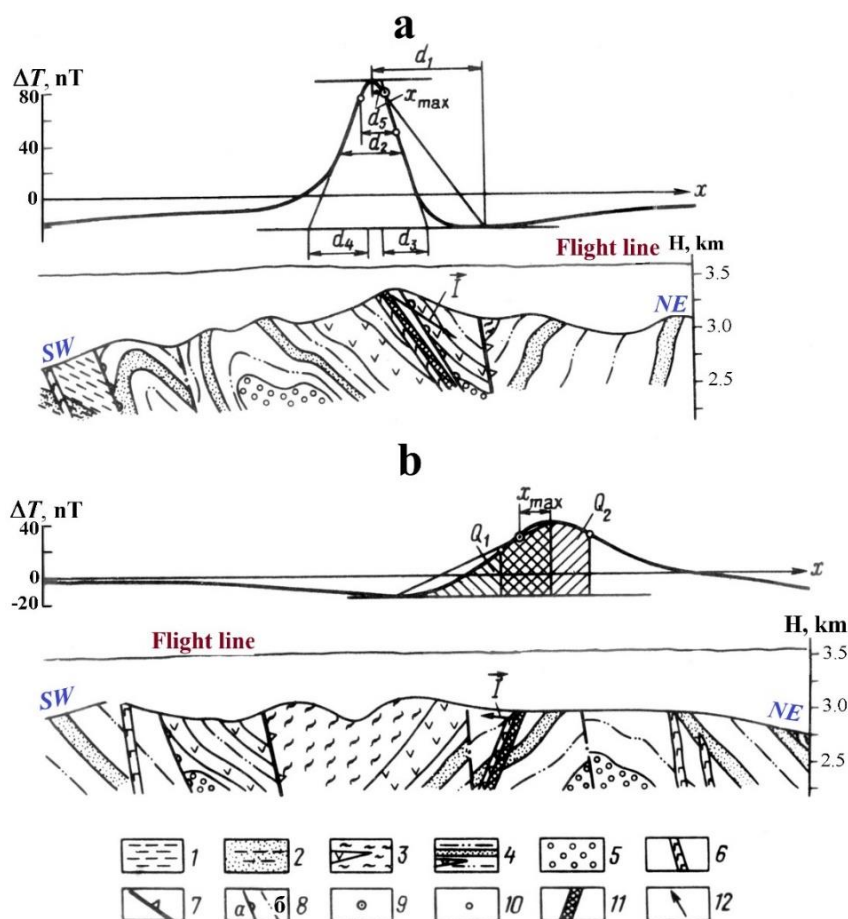 a
ΔT, nT
80
40
0
d₁
xmax
d₅
d₂
x
d₄
d₃
Flight line
H, km
3.5
3.0
2.5
SW
I
NE
b
ΔT, nT
40
0
-20
xmax
Q₁
Q₂
x
Flight line
H, km
3.5
3.0
2.5
SW
I
NE
1 2 3 4 5 6
7 a б 8 9 10 11 12